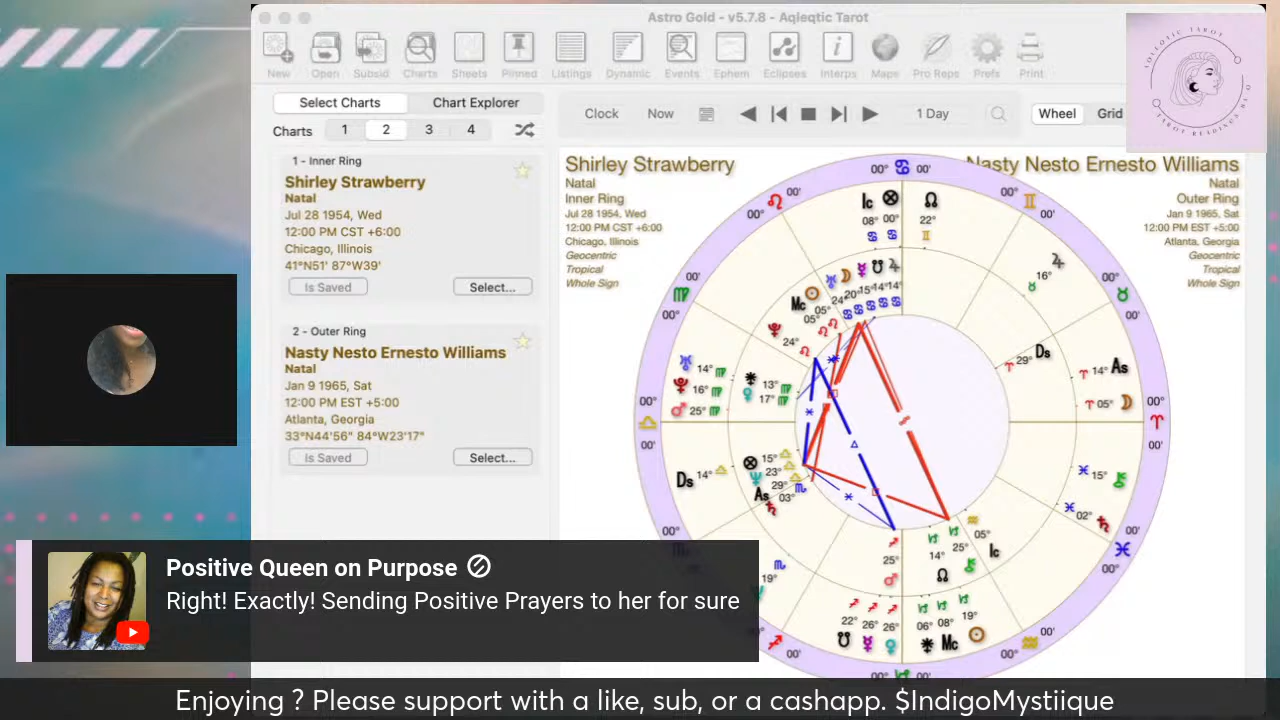 Astro Gold - v5.7.8 - Aqleqtic Tarot
New Open Subsid Charts Sheets Pinned Listings Dynamic Events Ephem Eclipses Interps Maps Pro Reps Prefs Print
AQLEQTIC TAROT
TAROT READINGS
Select Charts Chart Explorer
Charts 1 2 3 4
Clock Now 1 Day Wheel Grid
1 - Inner Ring
Shirley Strawberry
Natal
Jul 28 1954, Wed
12:00 PM CST +6:00
Chicago, Illinois
41°N51' 87°W39'
Is Saved Select...
2 - Outer Ring
Nasty Nesto Ernesto Williams
Natal
Jan 9 1965, Sat
12:00 PM EST +5:00
Atlanta, Georgia
33°N44'56" 84°W23'17"
Is Saved Select...
Shirley Strawberry
Natal
Inner Ring
Jul 28 1954, Wed
12:00 PM CST +6:00
Chicago, Illinois
Geocentric
Tropical
Whole Sign
Nasty Nesto Ernesto Williams
Natal
Outer Ring
Jan 9 1965, Sat
12:00 PM EST +5:00
Atlanta, Georgia
Geocentric
Tropical
Whole Sign
Positive Queen on Purpose
Right! Exactly! Sending Positive Prayers to her for sure
Enjoying ? Please support with a like, sub, or a cashapp. $IndigoMystiique